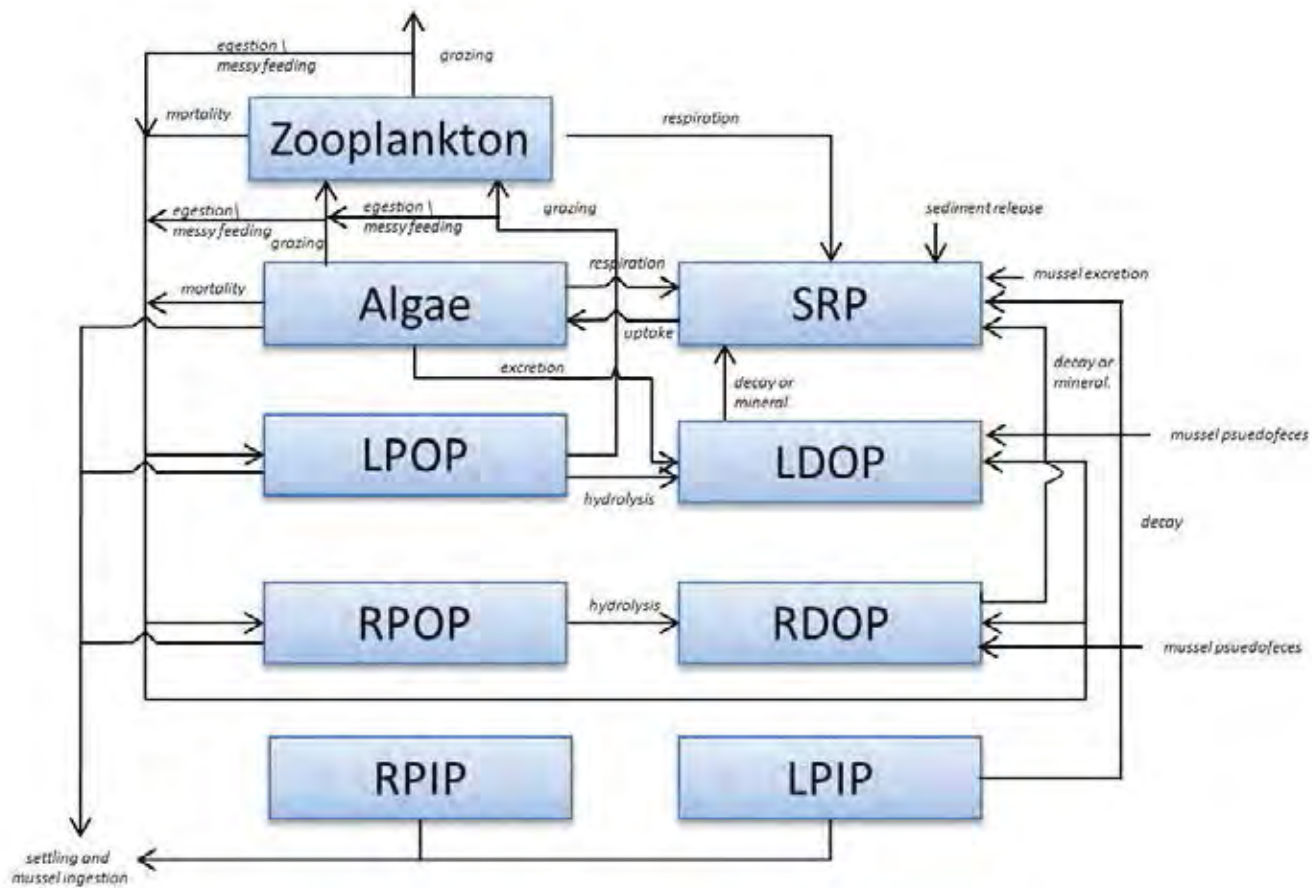 egestion \
messy feeding
grazing
mortality
Zooplankton
respiration
egestion \
messy feeding
egestion \
messy feeding
grazing
grazing
sediment release
mortality
Algae
respiration
SRP
mussel excretion
uptake
excretion
decay or
mineral.
decay or
mineral.
LPOP
LDOP
mussel psuedofeces
hydrolysis
decay
RPOP
hydrolysis
RDOP
mussel psuedofeces
RPIP
LPIP
settling and
mussel ingestion